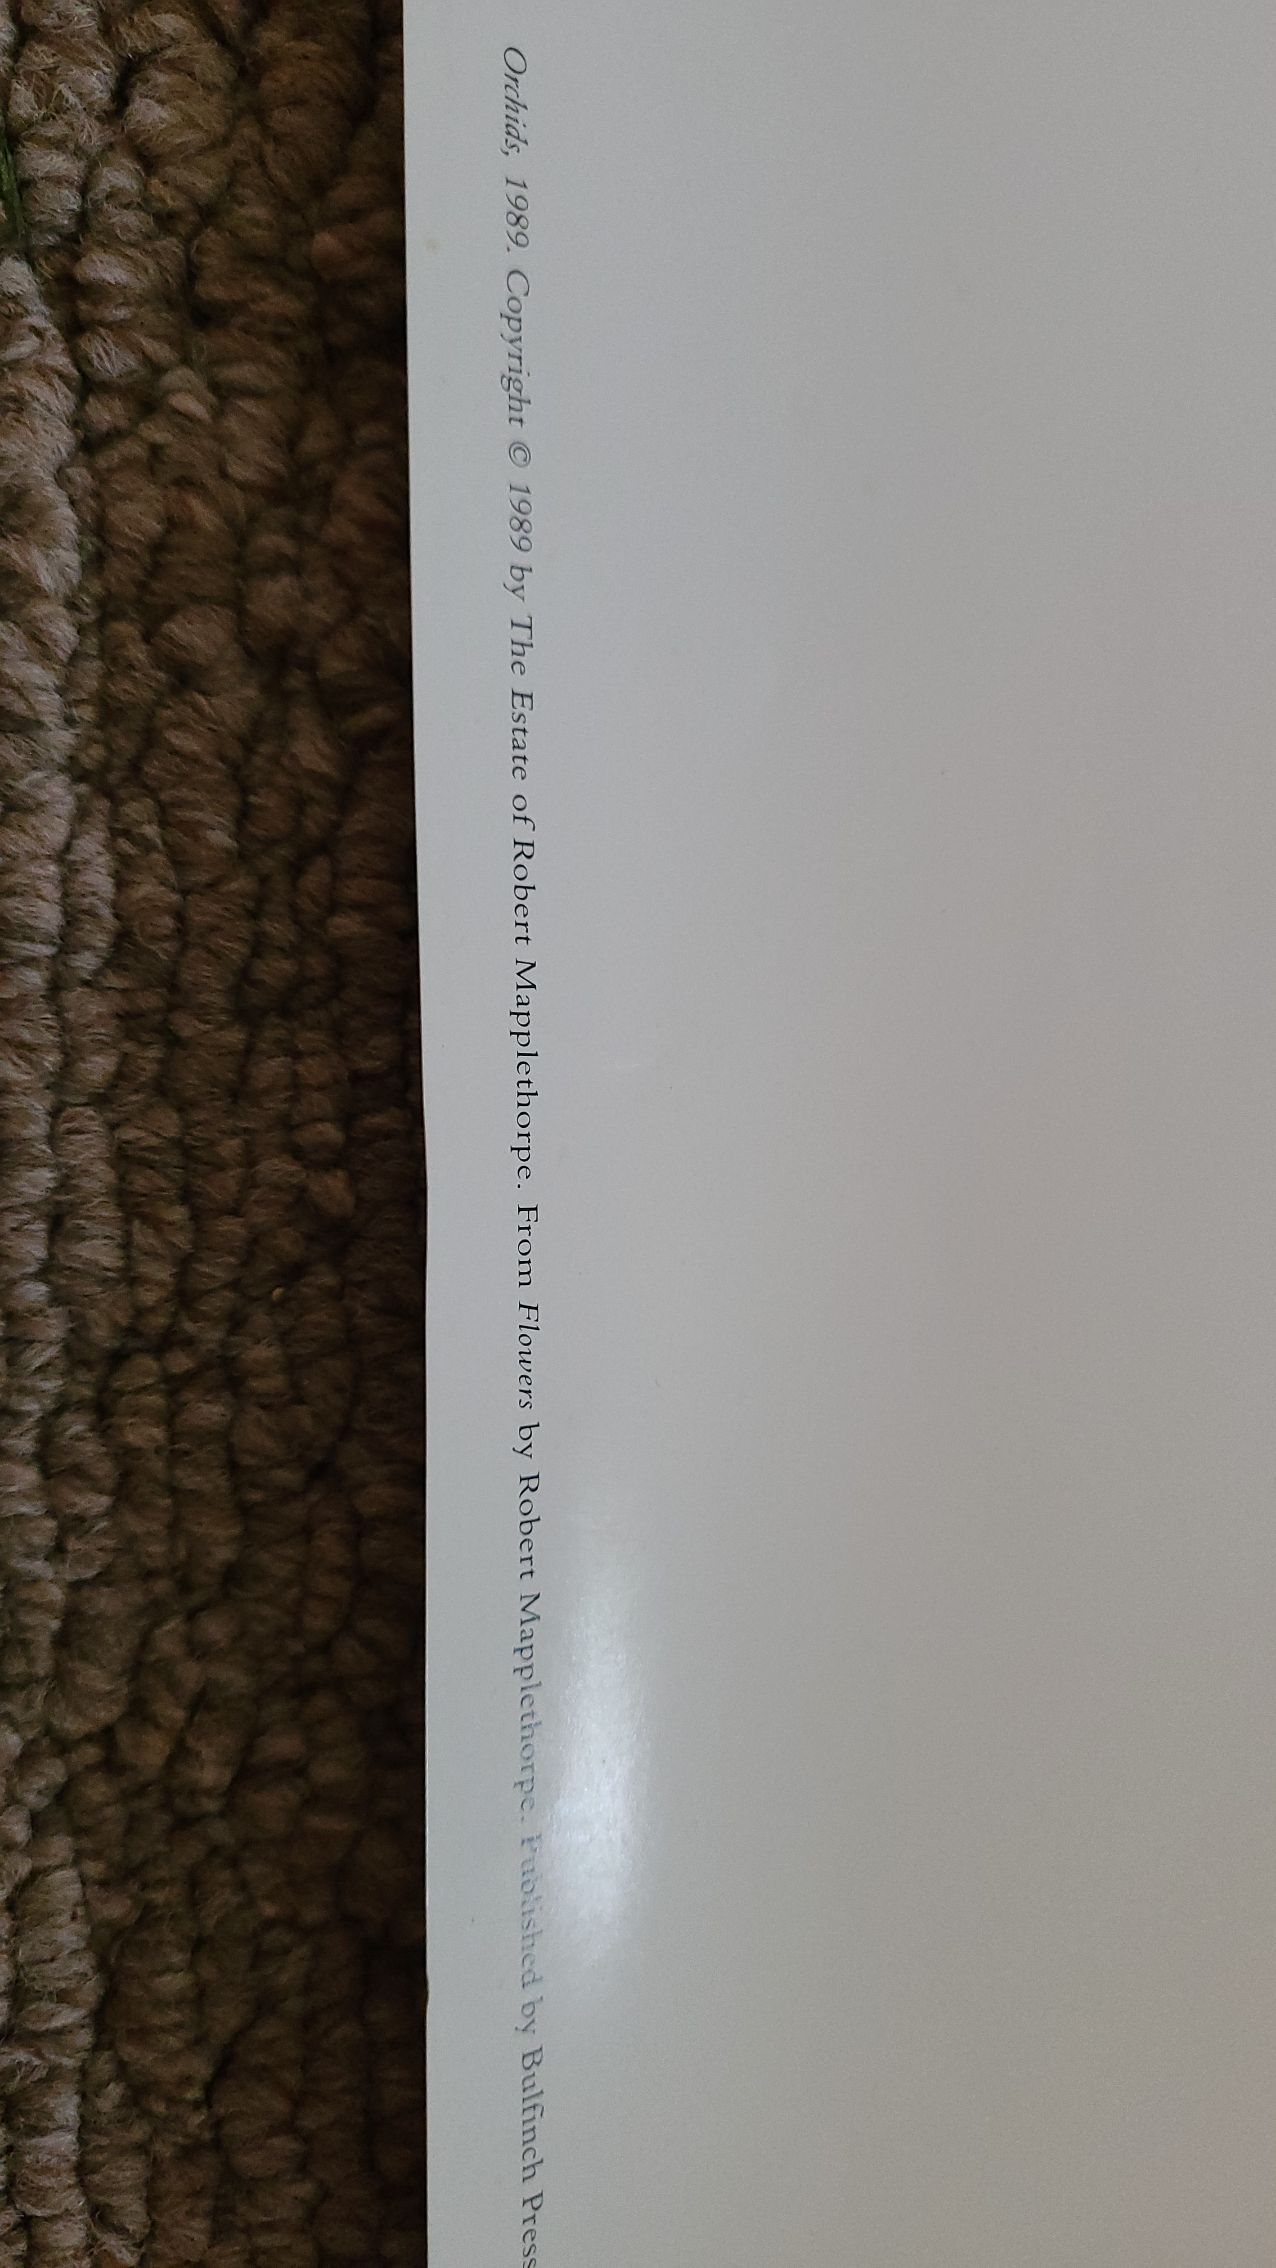 Orchids, 1989. Copyright © 1989 by The Estate of Robert Mapplethorpe. From Flowers by Robert Mapplethorpe. Published by Bulfinch Press